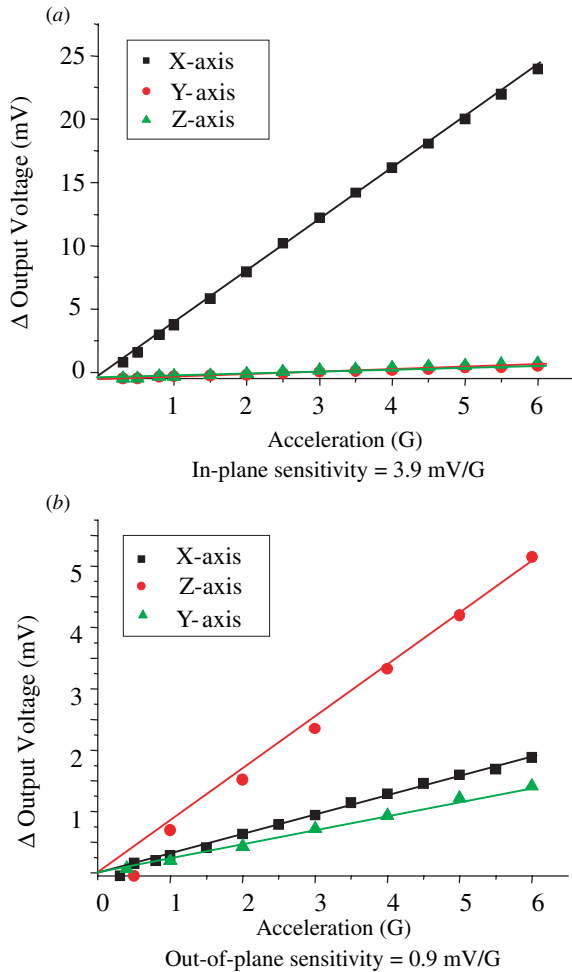 (a)
X-axis
Y-axis
Z-axis
Δ Output Voltage (mV)
25
20
15
10
5
0
1 2 3 4 5 6
Acceleration (G)
In-plane sensitivity = 3.9 mV/G
(b)
X-axis
Z-axis
Y-axis
Δ Output Voltage (mV)
5
4
3
2
1
0 1 2 3 4 5 6
Acceleration (G)
Out-of-plane sensitivity = 0.9 mV/G